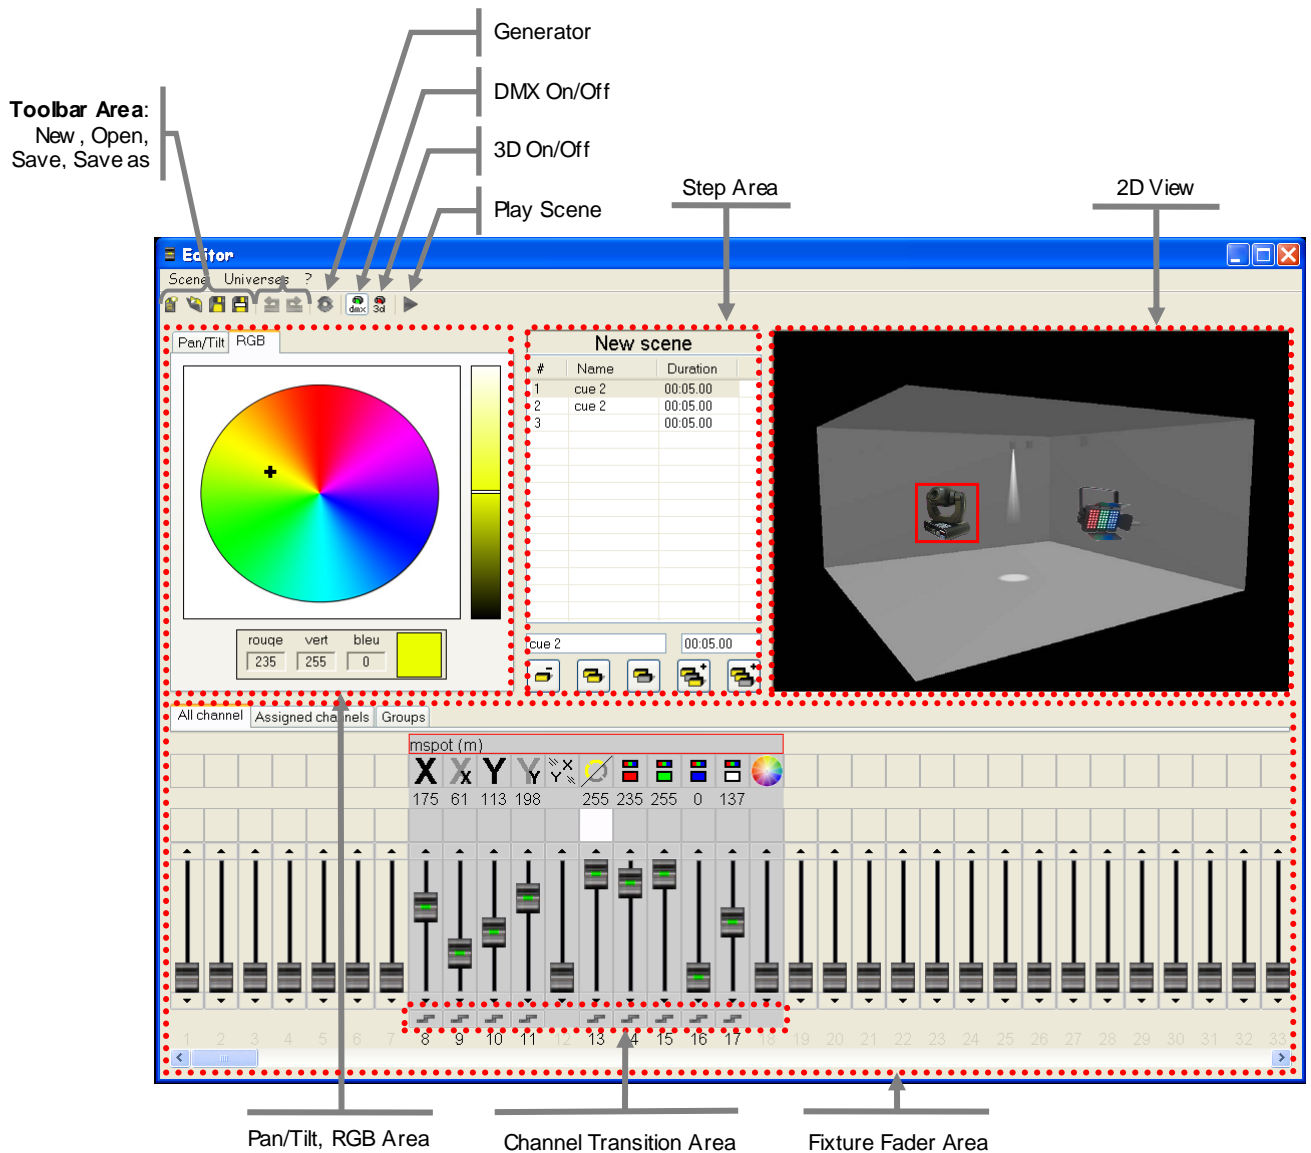 Generator
DMX On/Off
Toolbar Area:
New, Open,
Save, Save as
3D On/Off
Play Scene
Step Area
2D View
Editor
Scene Universes ?
dmx 3d
Pan/Tilt RGB
New scene
# Name Duration
1 cue 2 00:05.00
2 cue 2 00:05.00
3 00:05.00
rouge vert bleu
235 255 0
cue 2 00:05.00
All channel Assigned channels Groups
mspot (m)
X X Y Y X Y
175 61 113 198 255 235 255 0 137
1 2 3 4 5 6 7 8 9 10 11 12 13 14 15 16 17 18 19 20 21 22 23 24 25 26 27 28 29 30 31 32 33
Pan/Tilt, RGB Area
Channel Transition Area
Fixture Fader Area